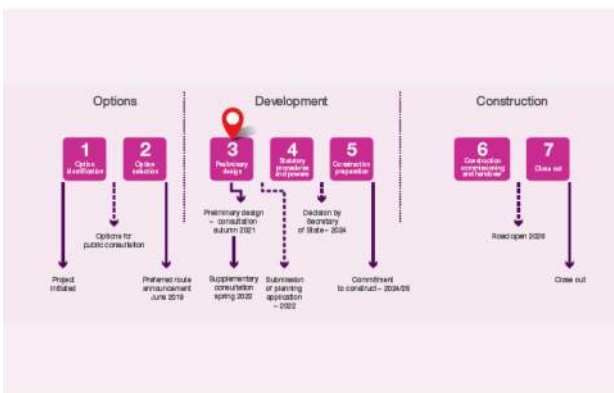 Options
Development
Construction
1
Option
identification
2
Option
selection
3
Preliminary
design
4
Statutory
procedures
and powers
5
Construction
preparation
6
Construction
commissioning
and handover
7
Close out
Preliminary design
– consultation
autumn 2021
Decision by
Secretary
of State – 2024
Options for
public consultation
Road open 2028
Project
initiated
Preferred route
announcement
June 2019
Supplementary
consultation
spring 2022
Submission
of planning
application
– 2022
Commitment
to construct – 2024/25
Close out